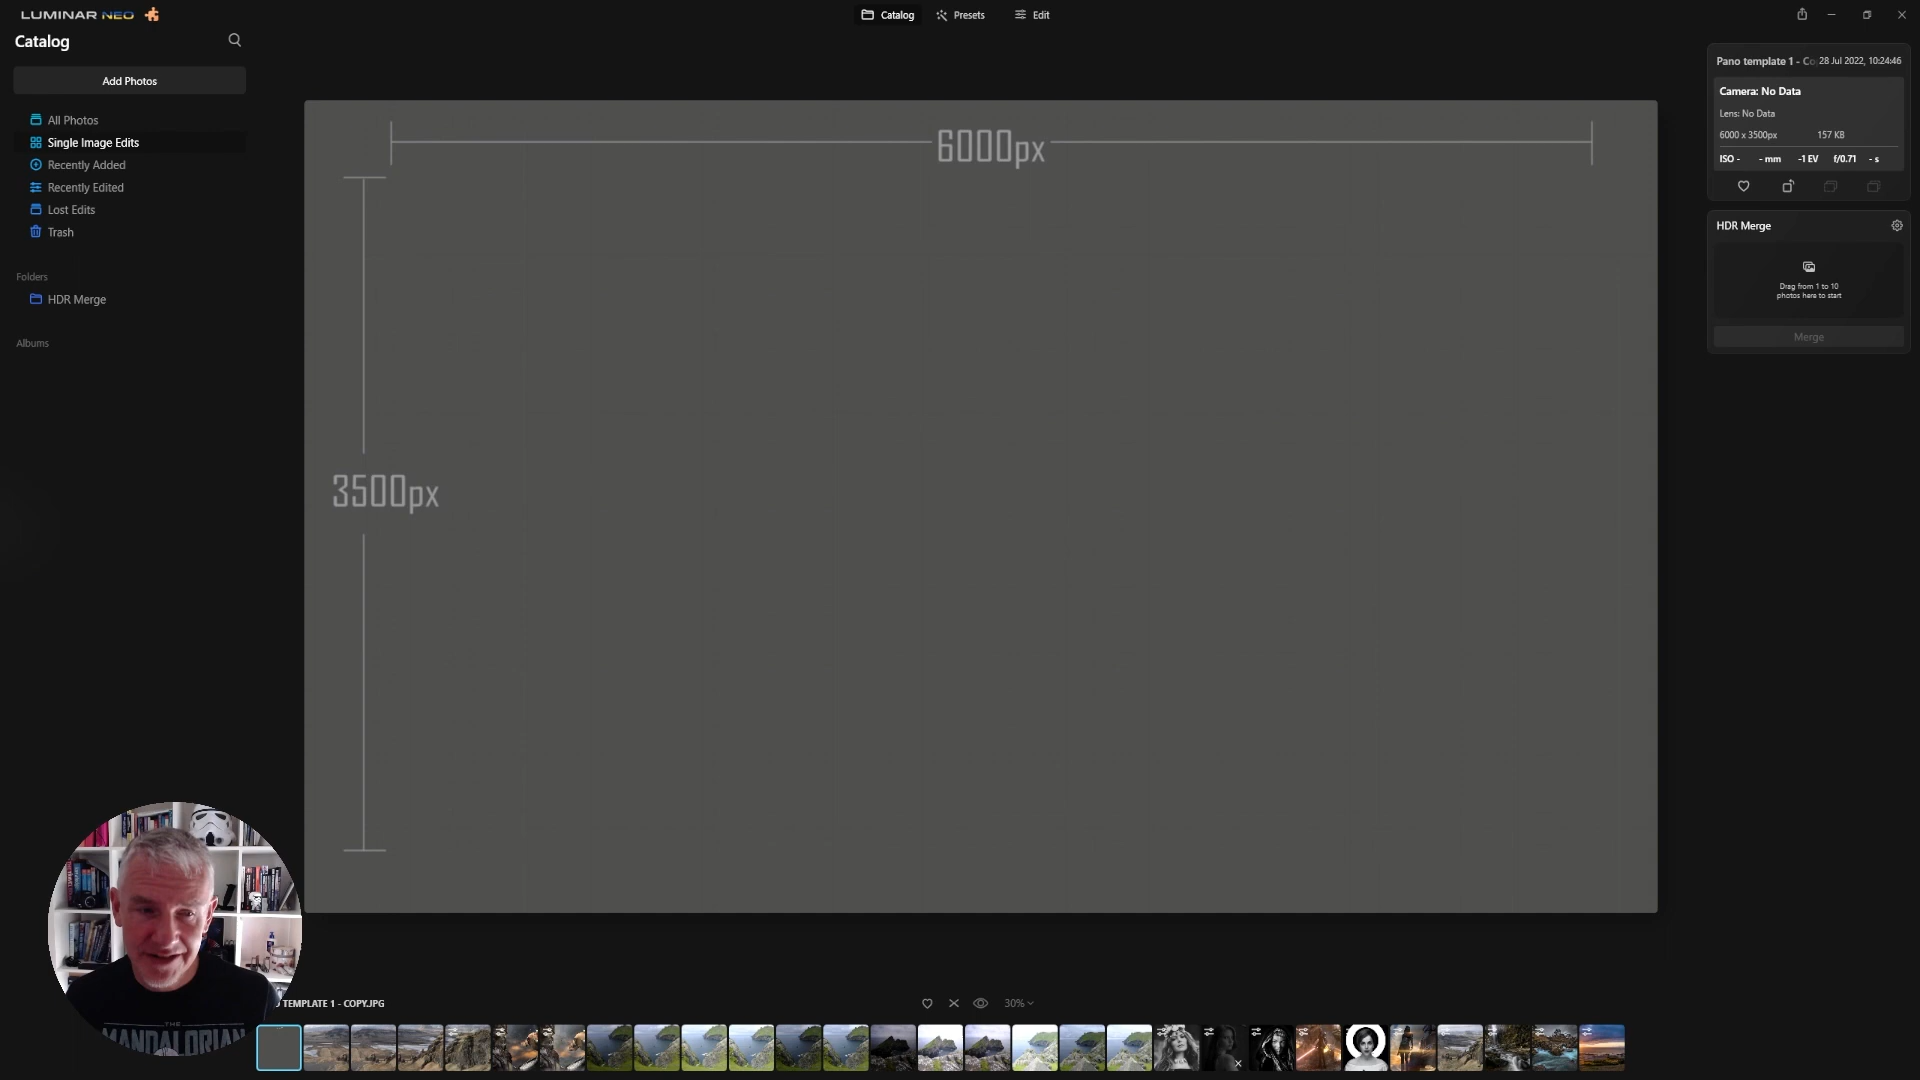 LUMINAR NEO
Catalog
Presets
Edit
Catalog
Add Photos
All Photos
Single Image Edits
Recently Added
Recently Edited
Lost Edits
Trash
Folders
HDR Merge
Albums
6000px
3500px
Pano template 1 - Co 28 Jul 2022, 10:24:46
Camera: No Data
Lens: No Data
6000 x 3500px 157 KB
ISO - - mm -1 EV f/0.71 - s
HDR Merge
Drag from 1 to 10
photos here to start
Merge
TEMPLATE 1 - COPY.JPG
30%
THE
MANDALORIAN